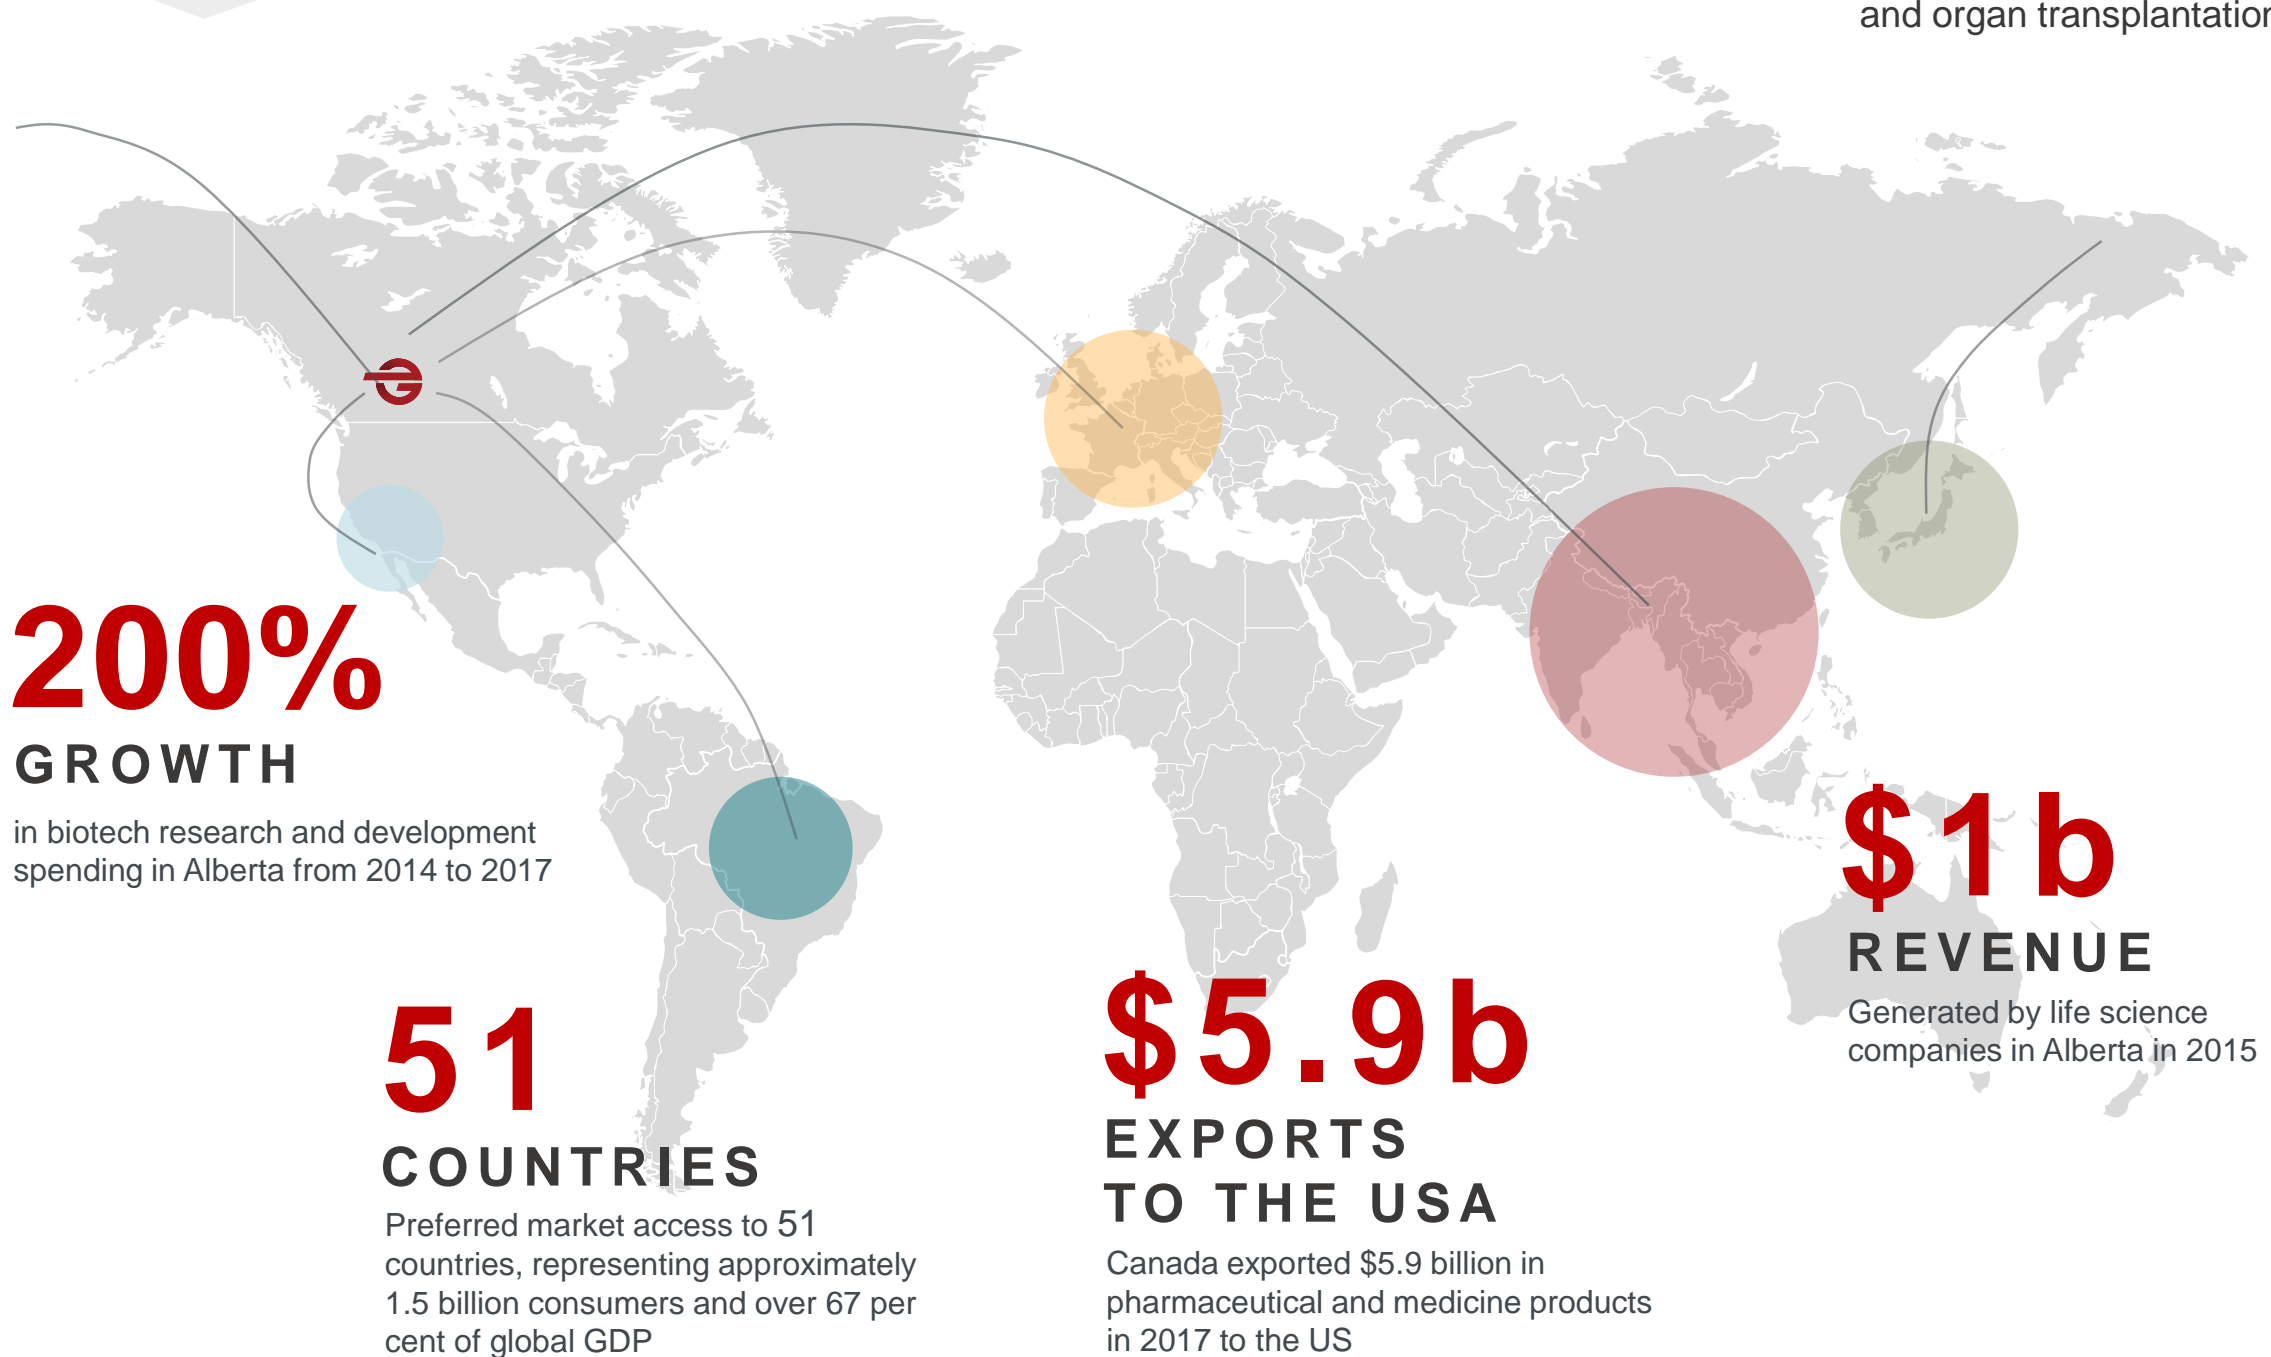 and organ transplantation
200%
GROWTH
in biotech research and development
spending in Alberta from 2014 to 2017
51
COUNTRIES
Preferred market access to 51
countries, representing approximately
1.5 billion consumers and over 67 per
cent of global GDP
$5.9b
EXPORTS
TO THE USA
Canada exported $5.9 billion in
pharmaceutical and medicine products
in 2017 to the US
$1b
REVENUE
Generated by life science
companies in Alberta in 2015